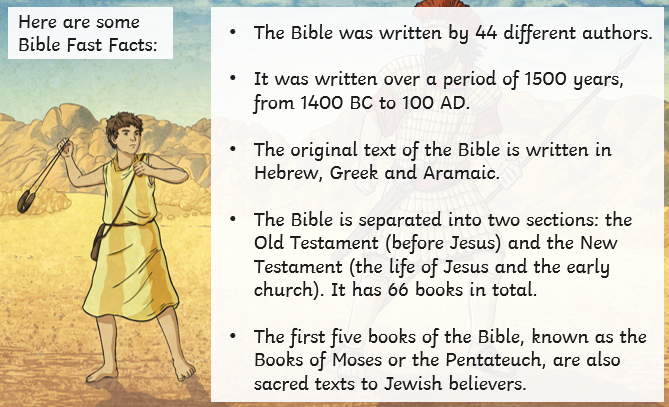 Here are some
Bible Fast Facts:
• The Bible was written by 44 different authors.
• It was written over a period of 1500 years,
from 1400 BC to 100 AD.
• The original text of the Bible is written in
Hebrew, Greek and Aramaic.
• The Bible is separated into two sections: the
Old Testament (before Jesus) and the New
Testament (the life of Jesus and the early
church). It has 66 books in total.
• The first five books of the Bible, known as the
Books of Moses or the Pentateuch, are also
sacred texts to Jewish believers.